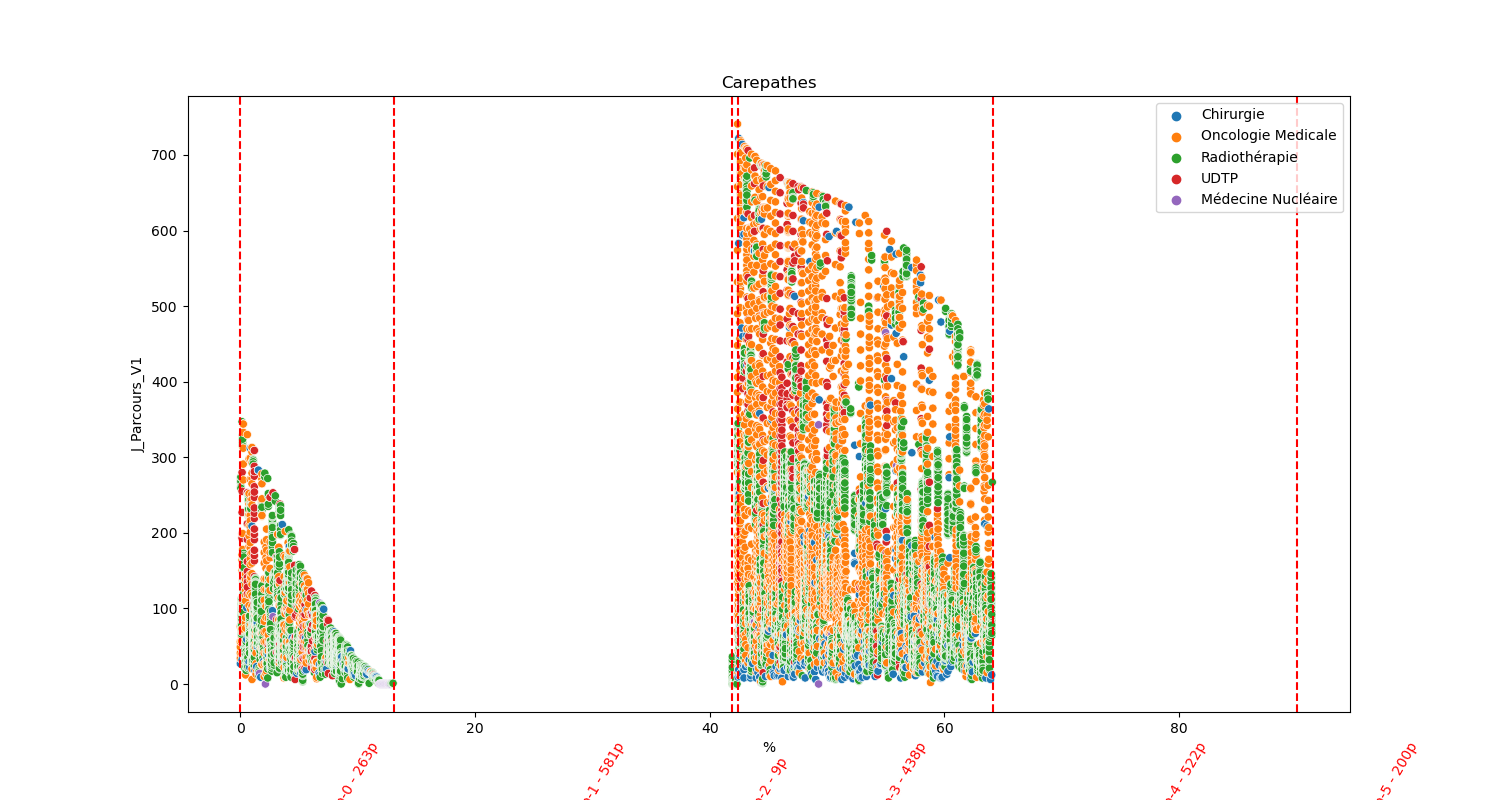 Carepathes
Chirurgie
Oncologie Medicale
Radiothérapie
UDTP
Médecine Nucléaire
J_Parcours_V1
700
600
500
400
300
200
100
0
0 20 40 60 80
%
-0 - 263p
-1 - 581p
-2 - 9p
-3 - 438p
-4 - 522p
-5 - 200p